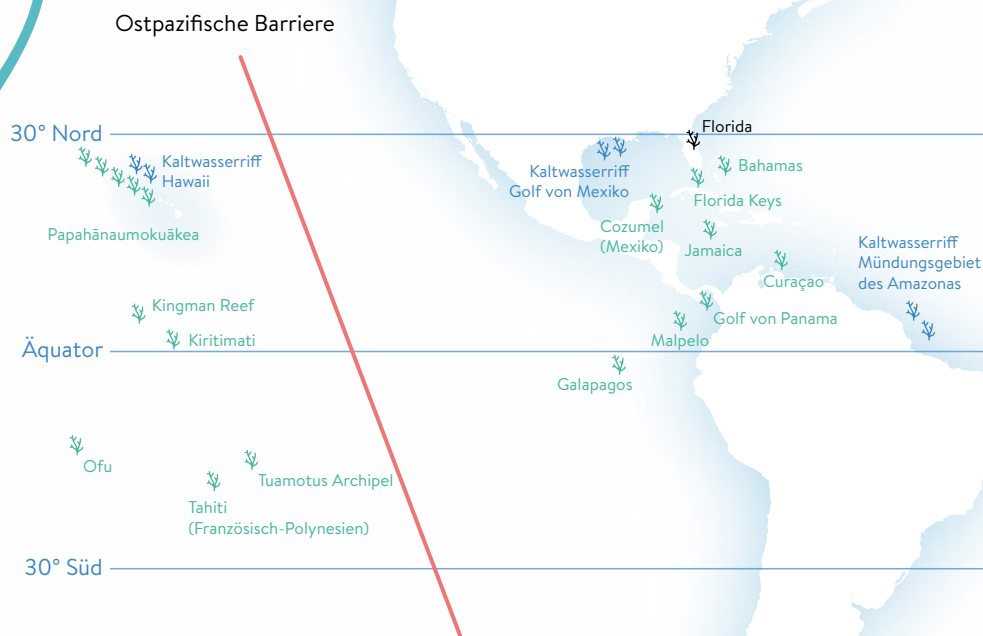 Ostpazifische Barriere
30° Nord
Florida
Kaltwasserriff
Hawaii
Kaltwasserriff
Golf von Mexiko
Bahamas
Florida Keys
Papahānaumokuākea
Cozumel
(Mexiko)
Jamaica
Kaltwasserriff
Mündungsgebiet
des Amazonas
Curaçao
Kingman Reef
Golf von Panama
Kiritimati
Malpelo
Äquator
Galapagos
Ofu
Tuamotus Archipel
Tahiti
(Französisch-Polynesien)
30° Süd